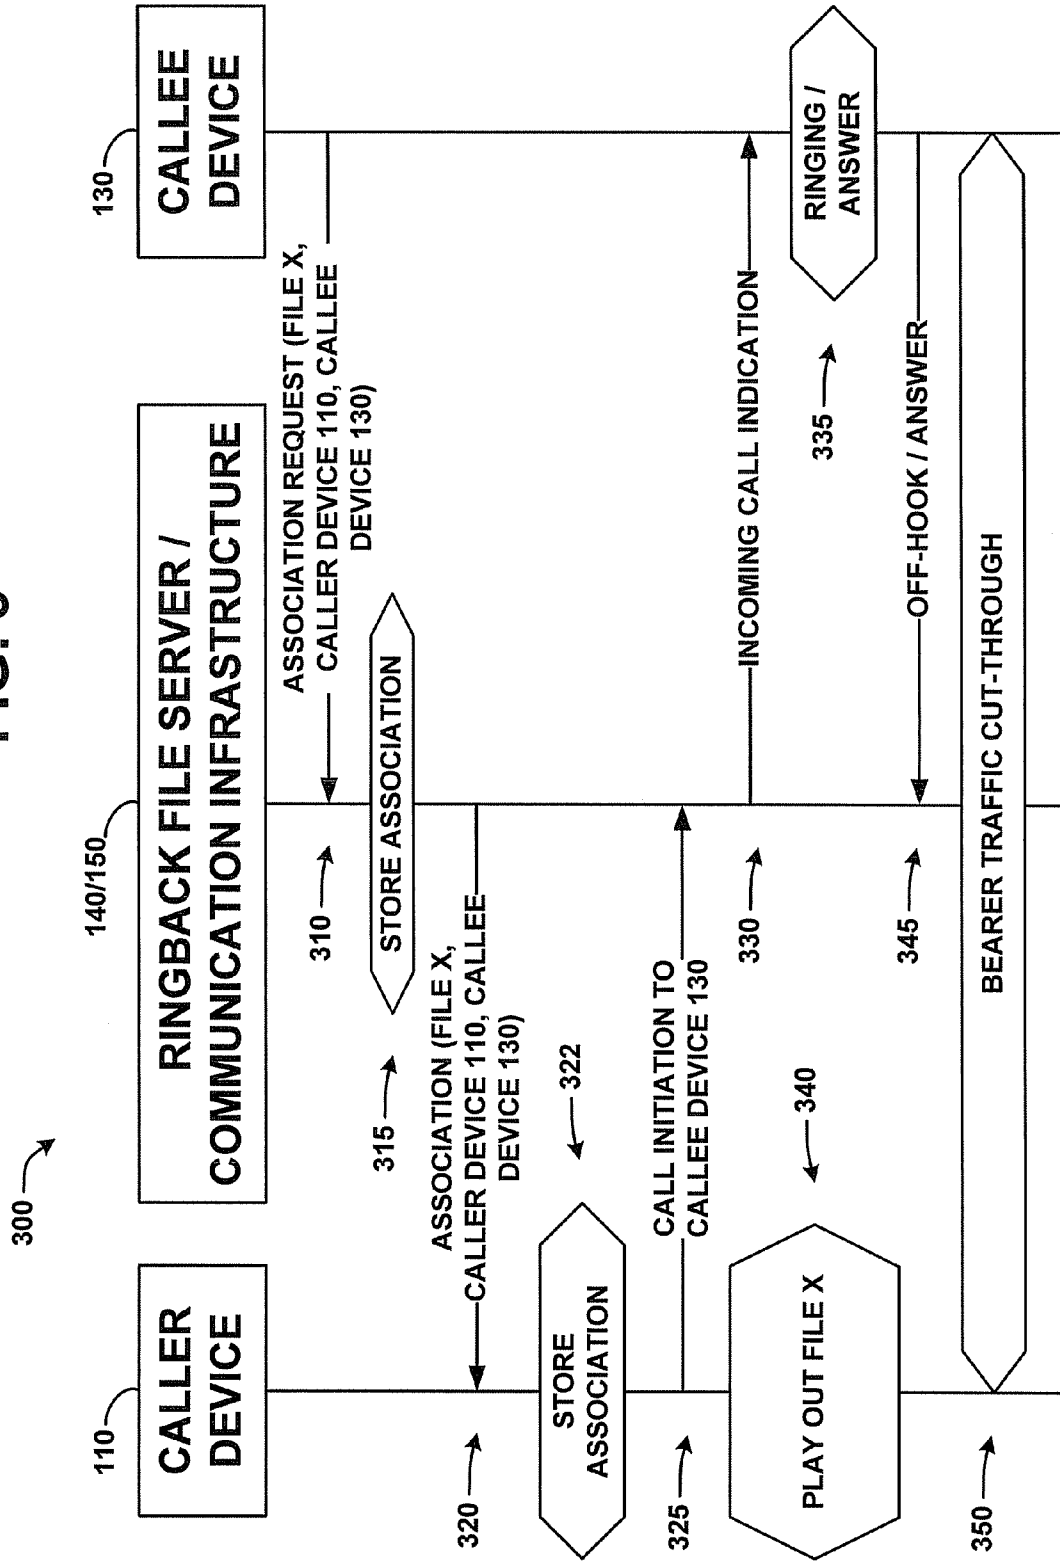 300
110
140/150
130
CALLER
DEVICE
RINGBACK FILE SERVER /
COMMUNICATION INFRASTRUCTURE
CALLEE
DEVICE
310
ASSOCIATION REQUEST (FILE X,
CALLER DEVICE 110, CALLEE
DEVICE 130)
315
STORE ASSOCIATION
320
ASSOCIATION (FILE X,
CALLER DEVICE 110, CALLEE
DEVICE 130)
STORE
ASSOCIATION
322
325
CALL INITIATION TO
CALLEE DEVICE 130
330
INCOMING CALL INDICATION
PLAY OUT FILE X
340
335
RINGING /
ANSWER
345
OFF-HOOK / ANSWER
350
BEARER TRAFFIC CUT-THROUGH